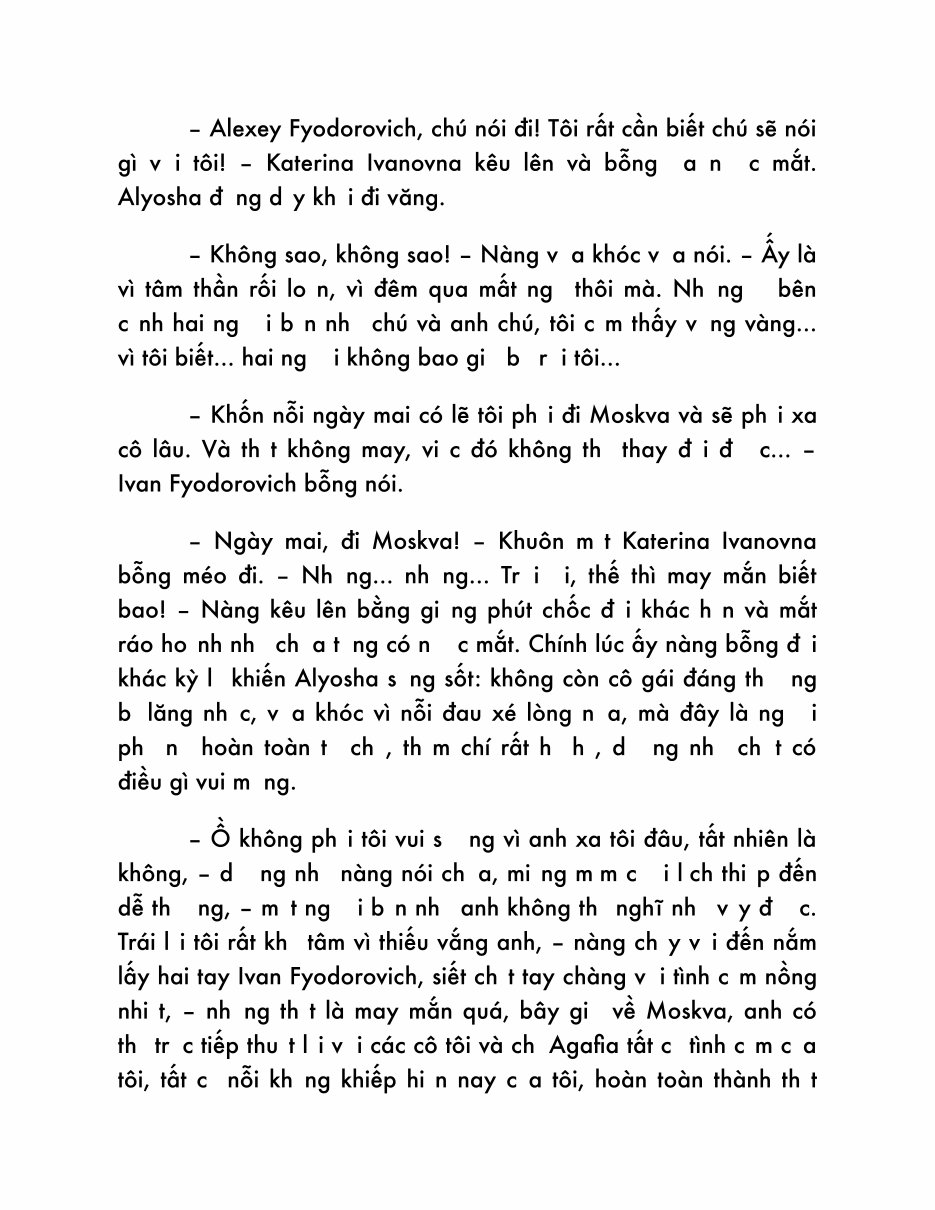 – Alexey Fyodorovich, chú nói đi! Tôi rất cần biết chú sẽ nói
gì v i tôi! – Katerina Ivanovna kêu lên và bỗng a n c mắt.
Alyosha đ ng d y kh i đi văng.
– Không sao, không sao! – Nàng v a khóc v a nói. – Ấy là
vì tâm thần rối lo n, vì đêm qua mất ng thôi mà. Nh ng bên
c nh hai ng i b n nh chú và anh chú, tôi c m thấy v ng vàng...
vì tôi biết... hai ng i không bao gi b r i tôi...
– Khốn nỗi ngày mai có lẽ tôi ph i đi Moskva và sẽ ph i xa
cô lâu. Và th t không may, vi c đó không th thay đ i đ c... –
Ivan Fyodorovich bỗng nói.
– Ngày mai, đi Moskva! – Khuôn m t Katerina Ivanovna
bỗng méo đi. – Nh ng... nh ng... Tr i i, thế thì may mắn biết
bao! – Nàng kêu lên bằng gi ng phút chốc đ i khác h n và mắt
ráo ho nh nh ch a t ng có n c mắt. Chính lúc ấy nàng bỗng đ i
khác kỳ l khiến Alyosha s ng sốt: không còn cô gái đáng th ng
b lăng nh c, v a khóc vì nỗi đau xé lòng n a, mà đây là ng i
ph n hoàn toàn t ch , th m chí rất h h , d ng nh ch t có
điều gì vui m ng.
– Ồ không ph i tôi vui s ng vì anh xa tôi đâu, tất nhiên là
không, – d ng nh nàng nói ch a, mi ng m m c i l ch thi p đến
dễ th ng, – m t ng i b n nh anh không th nghĩ nh v y đ c.
Trái l i tôi rất kh tâm vì thiếu vắng anh, – nàng ch y v i đến nắm
lấy hai tay Ivan Fyodorovich, siết ch t tay chàng v i tình c m nồng
nhi t, – nh ng th t là may mắn quá, bây gi về Moskva, anh có
th tr c tiếp thu t l i v i các cô tôi và ch Agafia tất c tình c m c a
tôi, tất c nỗi kh ng khiếp hi n nay c a tôi, hoàn toàn thành th t